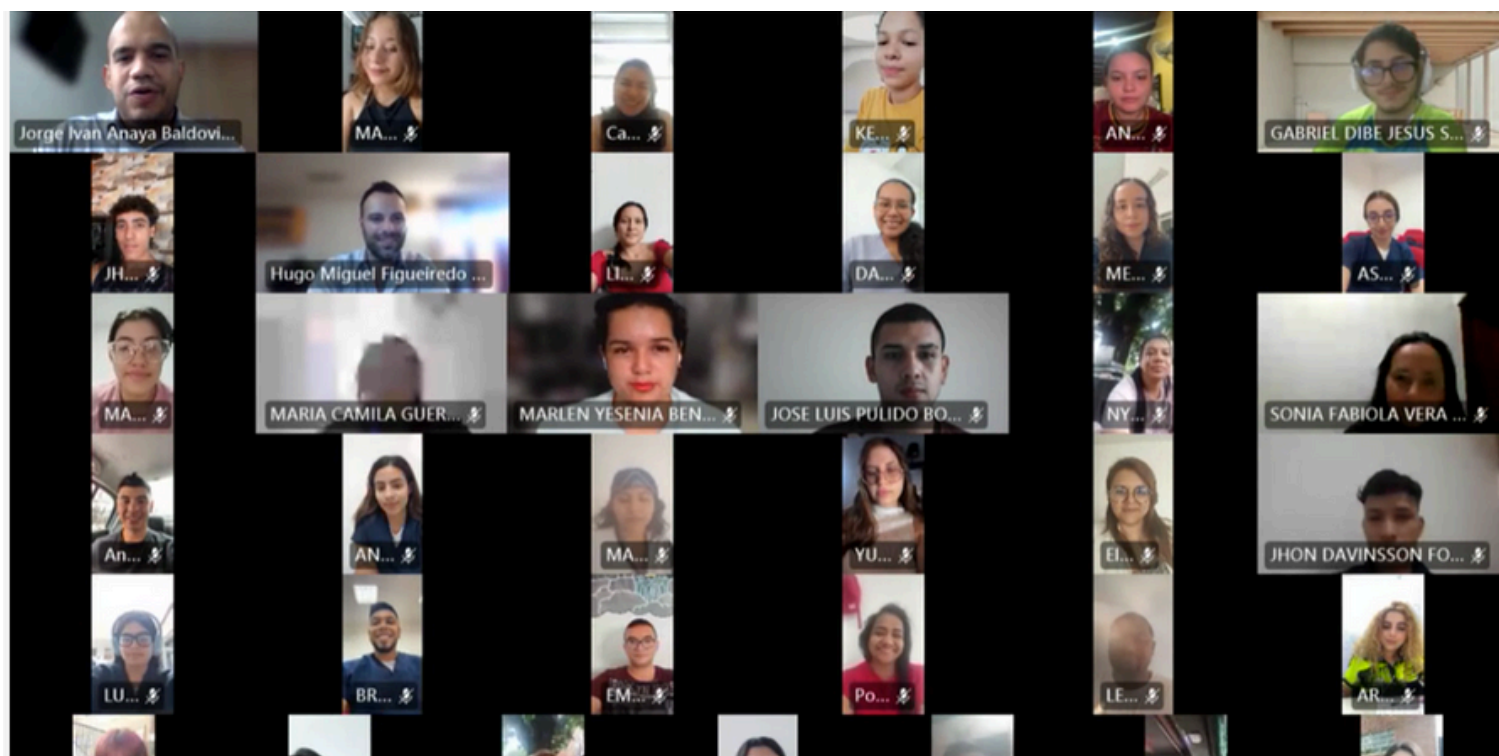 Jorge Ivan Anaya Baldovi...
MA...
Ca...
KE...
AN...
GABRIEL DIBE JESUS S...
JH...
Hugo Miguel Figueiredo ...
LI...
DA...
ME...
AS...
MA...
MARIA CAMILA GUER...
MARLEN YESENIA BEN...
JOSE LUIS PULIDO BO...
NY...
SONIA FABIOLA VERA ...
An...
AN...
MA...
YU...
EI...
JHON DAVINSSON FO...
LU...
BR...
EM...
Po...
LE...
AR...